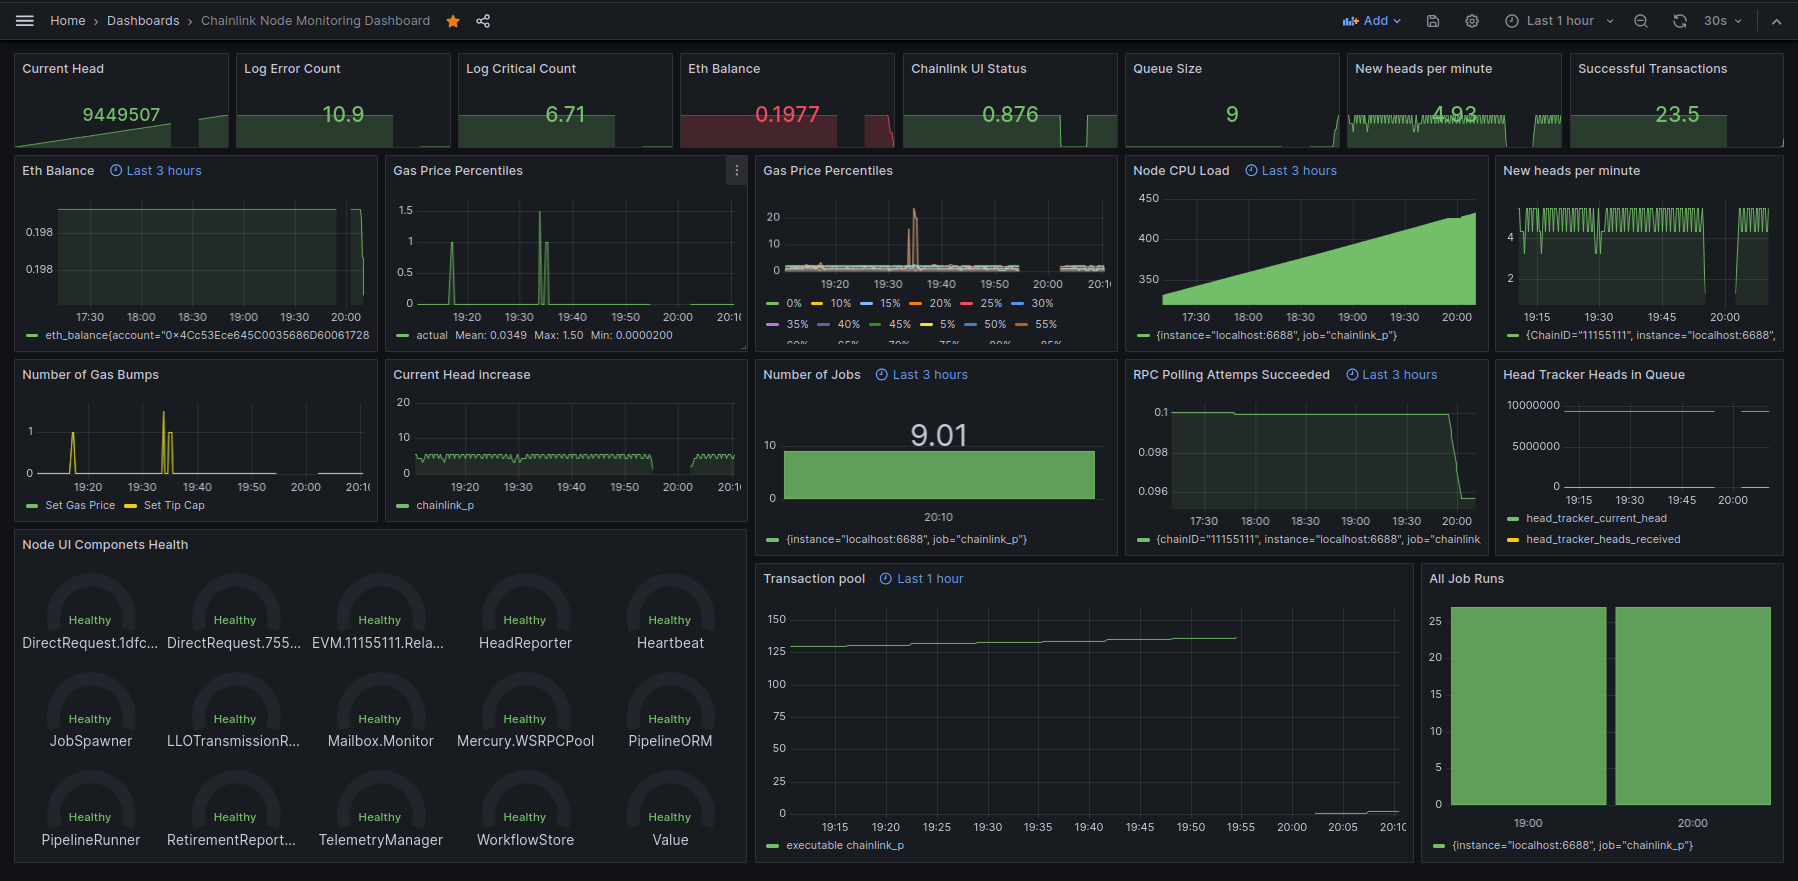 Home › Dashboards › Chainlink Node Monitoring Dashboard
Add
Last 1 hour
30s
Current Head
9449507
Log Error Count
10.9
Log Critical Count
6.71
Eth Balance
0.1977
Chainlink UI Status
0.876
Queue Size
9
New heads per minute
4.93
Successful Transactions
23.5
Eth Balance Last 3 hours
0.198
0.198
17:30 18:00 18:30 19:00 19:30 20:00
eth_balance{account="0×4Cc53Ece645C0035686D60061728
Gas Price Percentiles
1.5
1
0.5
0
19:20 19:30 19:40 19:50 20:00 20:1
actual Mean: 0.0349 Max: 1.50 Min: 0.0000200
Gas Price Percentiles
20
10
0
19:20 19:30 19:40 19:50 20:00 20:1
0% 10% 15% 20% 25% 30%
35% 40% 45% 5% 50% 55%
Node CPU Load Last 3 hours
450
400
350
17:30 18:00 18:30 19:00 19:30 20:00
{instance="localhost:6688", job="chainlink_p"}
New heads per minute
4
2
19:15 19:30 19:45 20:00
{ChainID="11155111", instance="localhost:6688",
Number of Gas Bumps
1
0
19:20 19:30 19:40 19:50 20:00 20:1
Set Gas Price Set Tip Cap
Current Head increase
20
10
0
19:20 19:30 19:40 19:50 20:00 20:1
chainlink_p
Number of Jobs Last 3 hours
9.01
10
0
20:10
{instance="localhost:6688", job="chainlink_p"}
RPC Polling Attemps Succeeded Last 3 hours
0.1
0.098
0.096
17:30 18:00 18:30 19:00 19:30 20:00
{chainID="11155111", instance="localhost:6688", job="chainlink
Head Tracker Heads in Queue
10000000
5000000
0
19:15 19:30 19:45 20:00
head_tracker_current_head
head_tracker_heads_received
Node UI Componets Health
Healthy Healthy Healthy Healthy Healthy
DirectRequest.1dfc... DirectRequest.755... EVM.11155111.Rela... HeadReporter Heartbeat
Healthy Healthy Healthy Healthy Healthy
JobSpawner LLOTransmissionR... Mailbox.Monitor Mercury.WSRPCPool PipelineORM
Healthy Healthy Healthy Healthy Healthy
PipelineRunner RetirementReport... TelemetryManager WorkflowStore Value
Transaction pool Last 1 hour
150
125
100
75
50
25
0
19:15 19:20 19:25 19:30 19:35 19:40 19:45 19:50 19:55 20:00 20:05 20:10
executable chainlink_p
All Job Runs
25
20
15
10
5
0
19:00 20:00
{instance="localhost:6688", job="chainlink_p"}